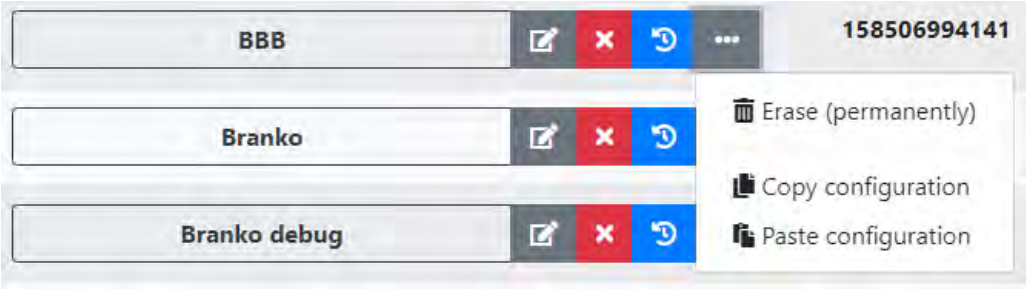 BBB
158506994141
Erase (permanently)
Branko
Copy configuration
Branko debug
Paste configuration